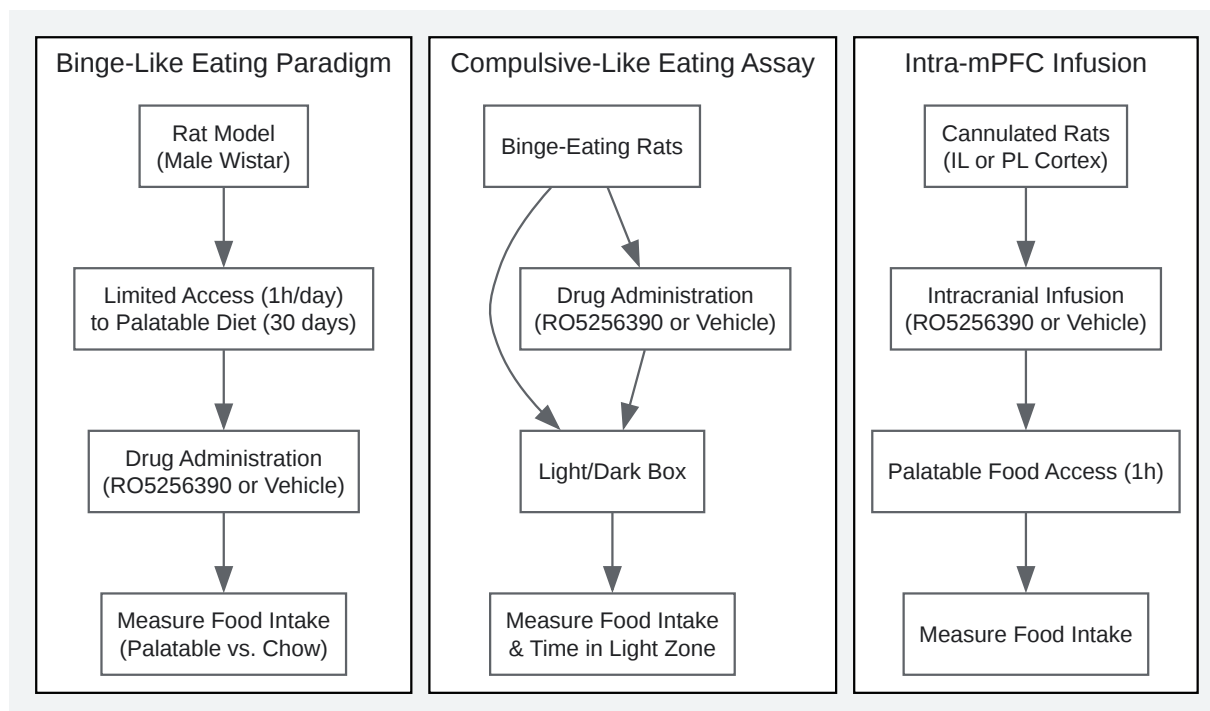 Binge-Like Eating Paradigm
Rat Model
(Male Wistar)
Limited Access (1h/day)
to Palatable Diet (30 days)
Drug Administration
(RO5256390 or Vehicle)
Measure Food Intake
(Palatable vs. Chow)
Compulsive-Like Eating Assay
Binge-Eating Rats
Drug Administration
(RO5256390 or Vehicle)
Light/Dark Box
Measure Food Intake
& Time in Light Zone
Intra-mPFC Infusion
Cannulated Rats
(IL or PL Cortex)
Intracranial Infusion
(RO5256390 or Vehicle)
Palatable Food Access (1h)
Measure Food Intake